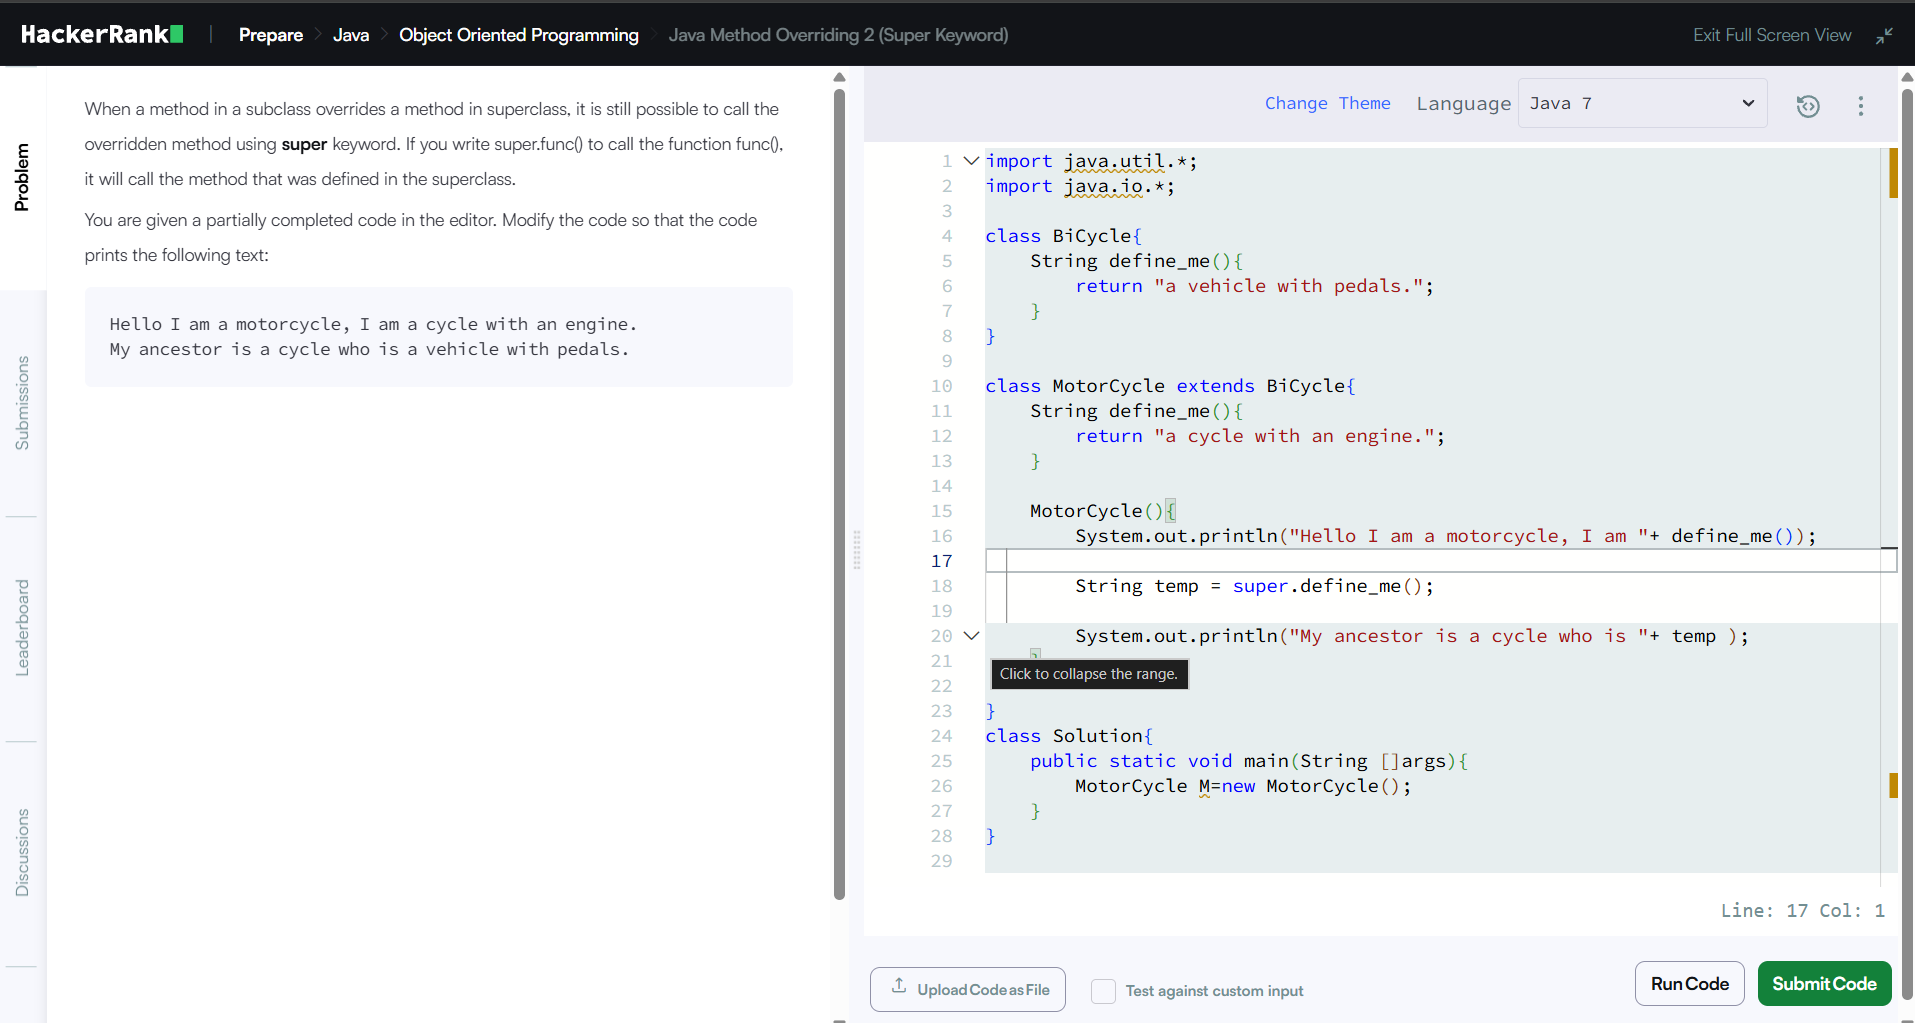 HackerRank | Prepare > Java > Object Oriented Programming > Java Method Overriding 2 (Super Keyword)
Exit Full Screen View
Problem
Submissions
Leaderboard
Discussions
When a method in a subclass overrides a method in superclass, it is still possible to call the
overridden method using super keyword. If you write super.func() to call the function func(),
it will call the method that was defined in the superclass.
You are given a partially completed code in the editor. Modify the code so that the code
prints the following text:
Hello I am a motorcycle, I am a cycle with an engine.
My ancestor is a cycle who is a vehicle with pedals.
Change Theme Language Java 7
1 import java.util.*;
2 import java.io.*;
3
4 class BiCycle{
5     String define_me(){
6         return "a vehicle with pedals.";
7     }
8 }
9
10 class MotorCycle extends BiCycle{
11     String define_me(){
12         return "a cycle with an engine.";
13     }
14
15     MotorCycle(){
16         System.out.println("Hello I am a motorcycle, I am "+ define_me());
17
18         String temp = super.define_me();
19
20         System.out.println("My ancestor is a cycle who is "+ temp );
21     }
Click to collapse the range.
22
23 }
24 class Solution{
25     public static void main(String []args){
26         MotorCycle M=new MotorCycle();
27     }
28 }
29
Line: 17 Col: 1
Upload Code as File
Test against custom input
Run Code
Submit Code